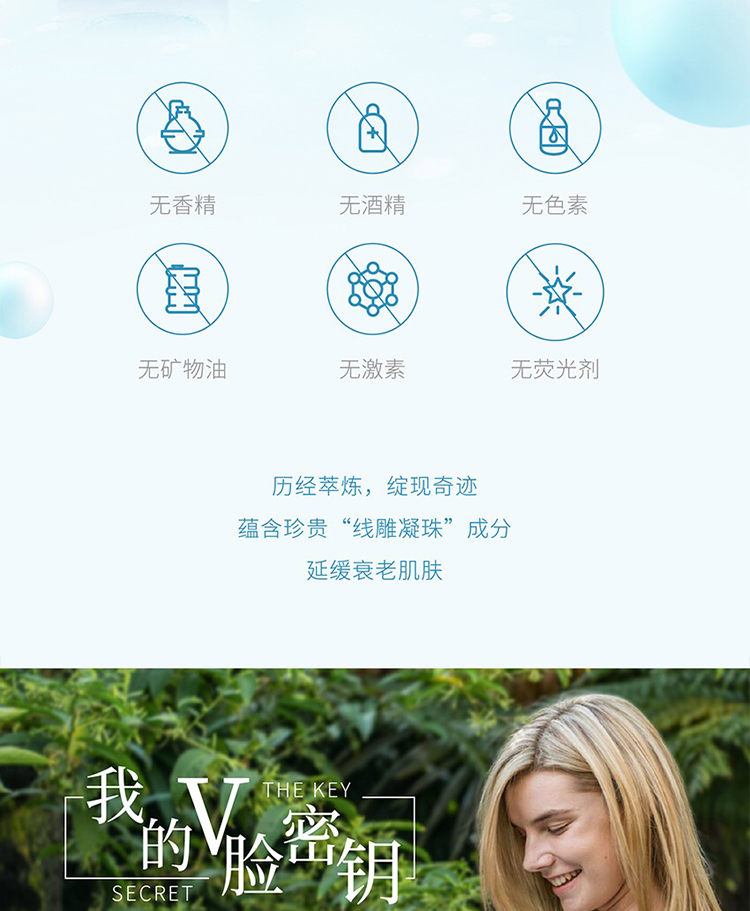 无香精
无酒精
无色素
无矿物油
无激素
无荧光剂
历经萃炼，绽现奇迹
蕴含珍贵“线雕凝珠”成分
延缓衰老肌肤
我的V脸密钥
THE KEY
SECRET